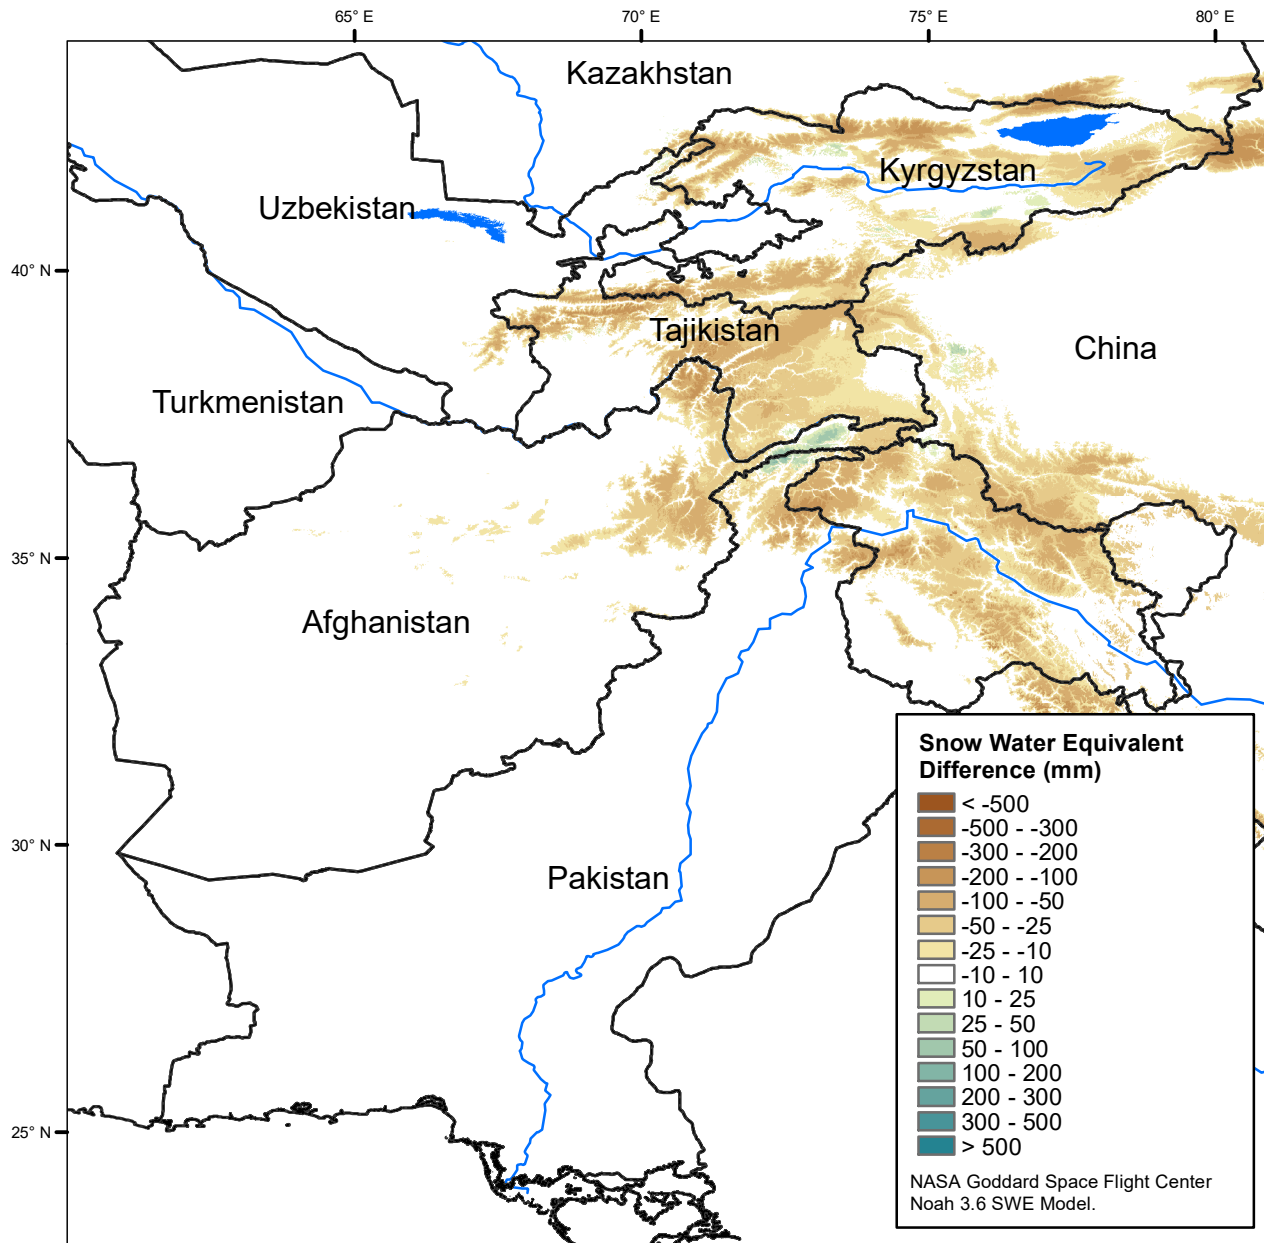 65° E
70° E
75° E
80° E
Kazakhstan
Kyrgyzstan
Uzbekistan
40° N
Tajikistan
China
Turkmenistan
35° N
Afghanistan
30° N
Pakistan
25° N
Snow Water Equivalent
Difference (mm)
< -500
-500 - -300
-300 - -200
-200 - -100
-100 - -50
-50 - -25
-25 - -10
-10 - 10
10 - 25
25 - 50
50 - 100
100 - 200
200 - 300
300 - 500
> 500
NASA Goddard Space Flight Center
Noah 3.6 SWE Model.